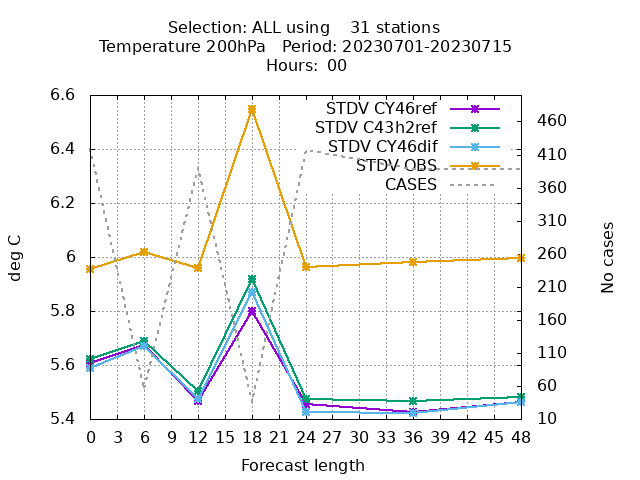 Selection: ALL using    31 stations
Temperature 200hPa   Period: 20230701-20230715
Hours:  00
STDV CY46ref
STDV C43h2ref
STDV CY46dif
STDV OBS
CASES
deg C
6.6
6.4
6.2
6
5.8
5.6
5.4
460
410
360
310
260
210
160
110
60
10
No cases
0 3 6 9 12 15 18 21 24 27 30 33 36 39 42 45 48
Forecast length